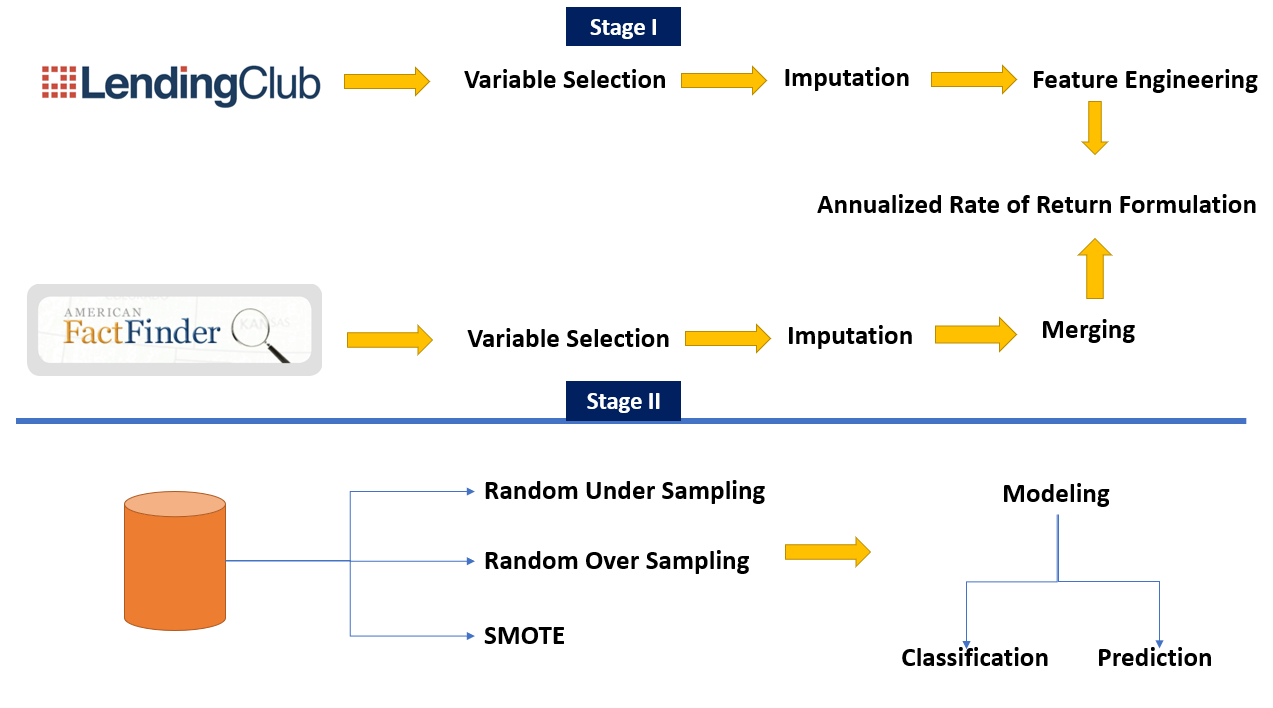 Stage I
LendingClub
Variable Selection
Imputation
Feature Engineering
Annualized Rate of Return Formulation
AMERICAN
FactFinder
KANSAS
Variable Selection
Imputation
Merging
Stage II
Random Under Sampling
Random Over Sampling
SMOTE
Modeling
Classification
Prediction